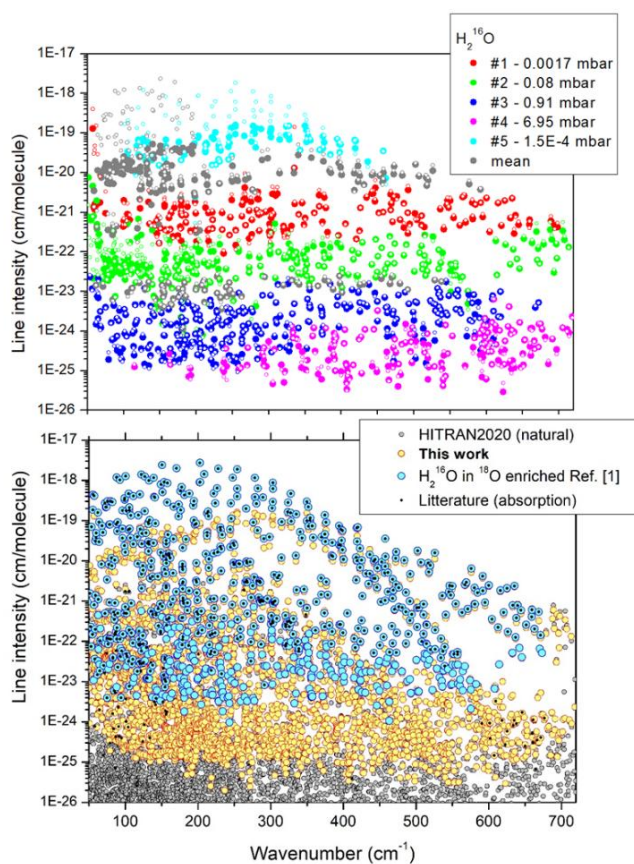 H₂¹⁶O
#1 - 0.0017 mbar
#2 - 0.08 mbar
#3 - 0.91 mbar
#4 - 6.95 mbar
#5 - 1.5E-4 mbar
mean
1E-17
1E-18
1E-19
1E-20
1E-21
1E-22
1E-23
1E-24
1E-25
1E-26
Line intensity (cm/molecule)
HITRAN2020 (natural)
This work
H₂¹⁶O in ¹⁸O enriched Ref. [1]
Litterature (absorption)
1E-17
1E-18
1E-19
1E-20
1E-21
1E-22
1E-23
1E-24
1E-25
1E-26
Line intensity (cm/molecule)
100 200 300 400 500 600 700
Wavenumber (cm⁻¹)